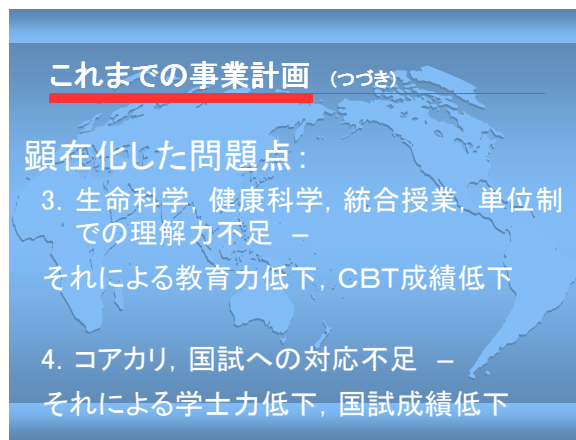 これまでの事業計画 (つづき)
顕在化した問題点:
3. 生命科学, 健康科学, 統合授業, 単位制
での理解力不足 –
それによる教育力低下, CBT成績低下
4. コアカリ, 国試への対応不足 –
それによる学士力低下, 国試成績低下